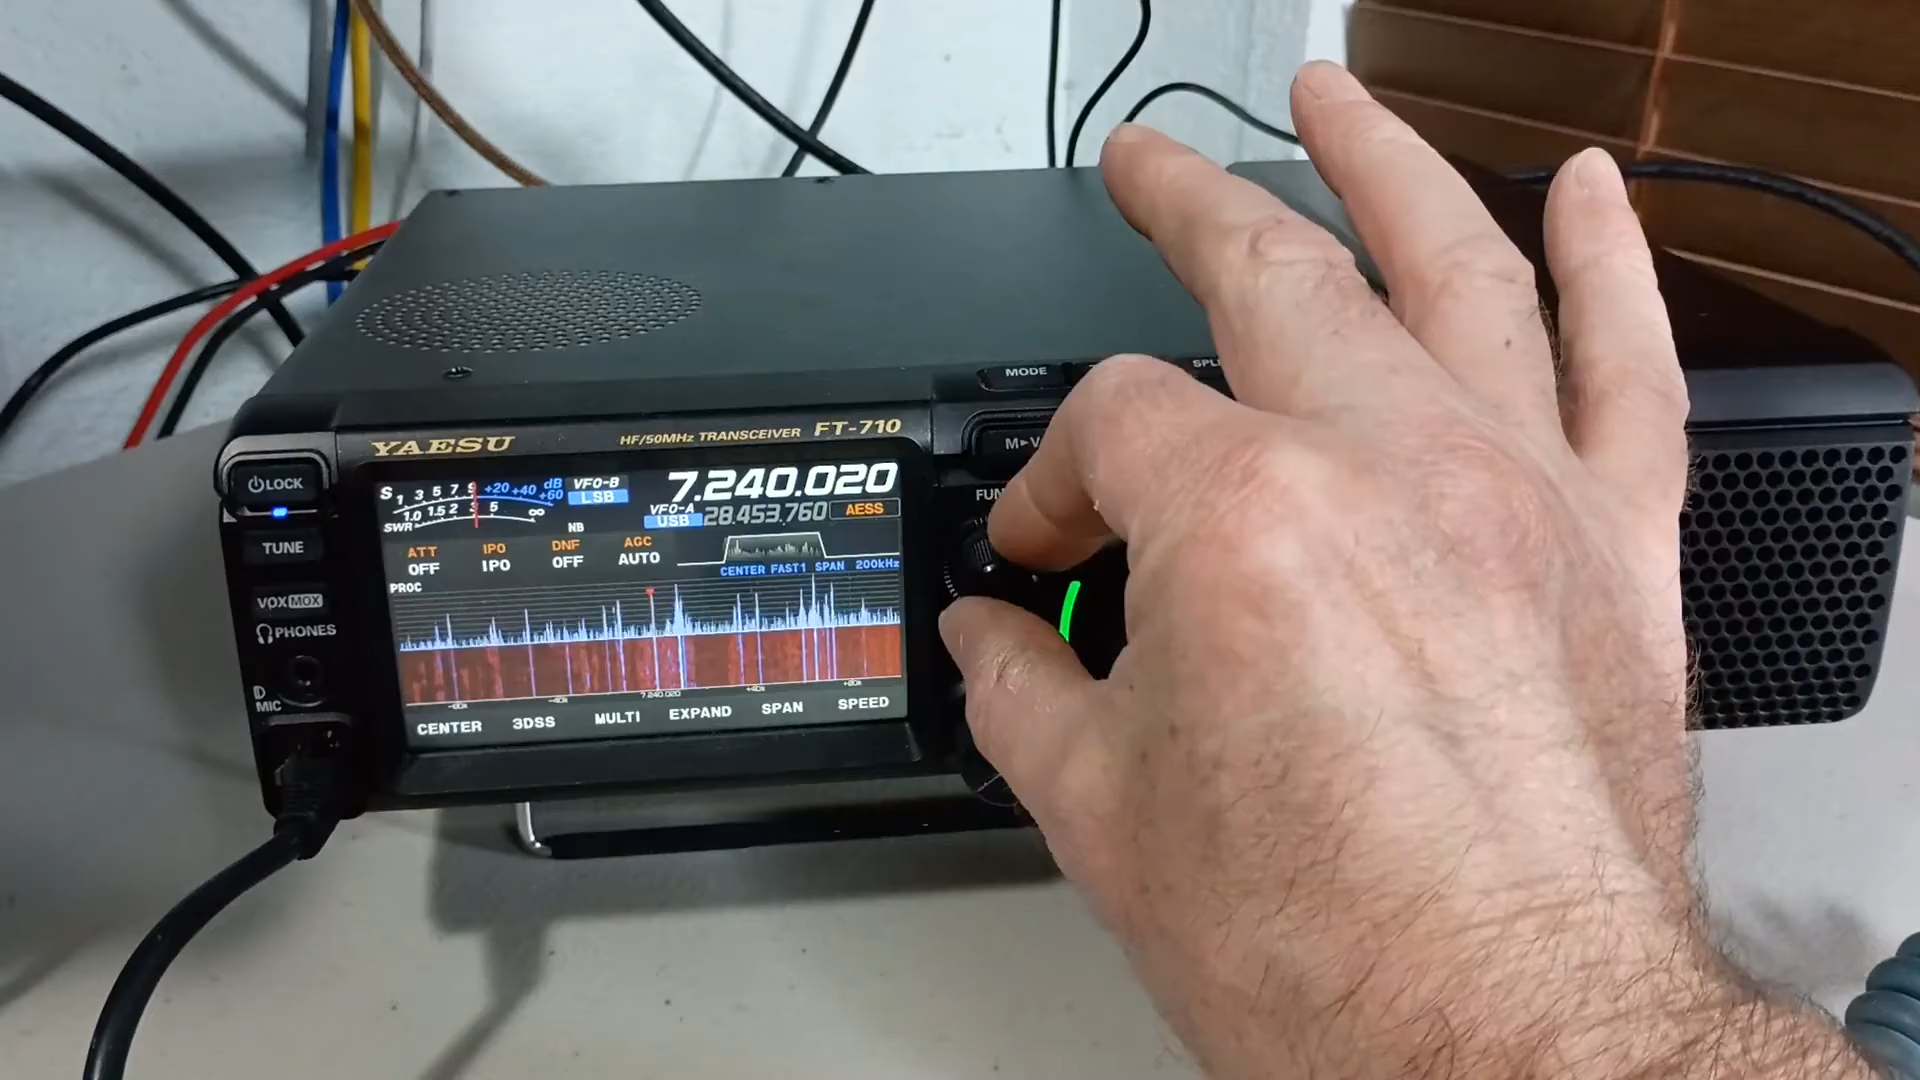 MODE
SPL
YAESU HF/50MHz TRANSCEIVER FT-710
M►V
LOCK
FUN
S 1 3 5 7 9 +20 +40 +60 dB
VFO-B
LSB
7.240.020
SWR 1.0 1.5 2 3 5 ∞
VFO-A
USB
28.453.760
AESS
NB
TUNE
ATT IPO DNF AGC
OFF IPO OFF AUTO
CENTER FAST1 SPAN 200kHz
PROC
VOX MOX
PHONES
MIC
7.240.020
CENTER 3DSS MULTI EXPAND SPAN SPEED